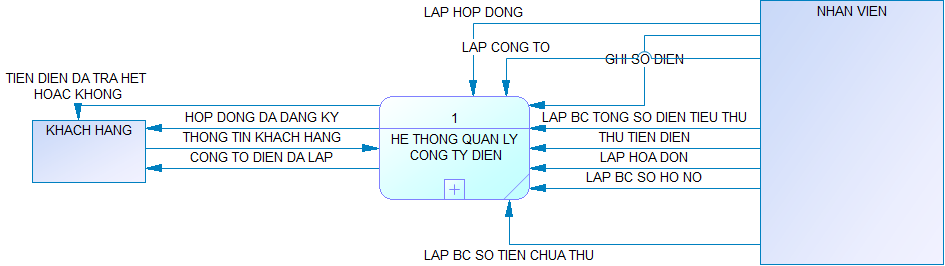 LAP HOP DONG
NHAN VIEN
LAP CONG TO
GHI SO DIEN
TIEN DIEN DA TRA HET
HOAC KHONG
HOP DONG DA DANG KY
1
LAP BC TONG SO DIEN TIEU THU
KHACH HANG
THONG TIN KHACH HANG
HE THONG QUAN LY
CONG TY DIEN
THU TIEN DIEN
CONG TO DIEN DA LAP
LAP HOA DON
LAP BC SO HO NO
LAP BC SO TIEN CHUA THU